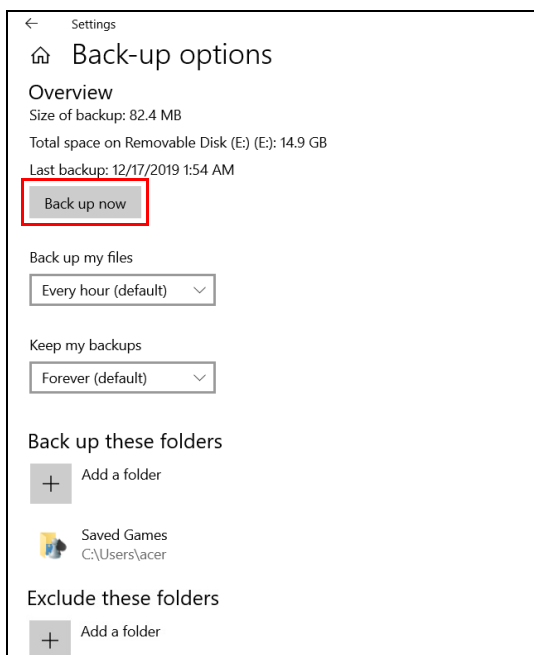 Settings
Back-up options
Overview
Size of backup: 82.4 MB
Total space on Removable Disk (E:) (E:): 14.9 GB
Last backup: 12/17/2019 1:54 AM
Back up now
Back up my files
Every hour (default)
Keep my backups
Forever (default)
Back up these folders
Add a folder
Saved Games
C:\Users\acer
Exclude these folders
Add a folder